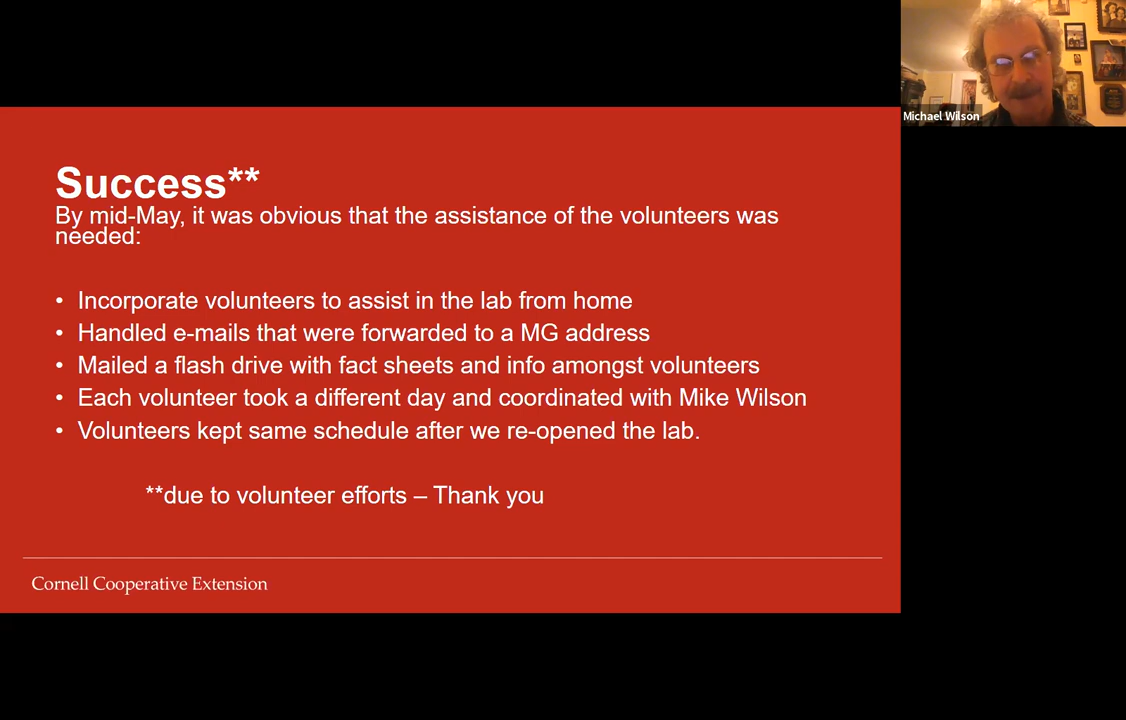 Michael Wilson
Success**
By mid-May, it was obvious that the assistance of the volunteers was
needed:
• Incorporate volunteers to assist in the lab from home
• Handled e-mails that were forwarded to a MG address
• Mailed a flash drive with fact sheets and info amongst volunteers
• Each volunteer took a different day and coordinated with Mike Wilson
• Volunteers kept same schedule after we re-opened the lab.
**due to volunteer efforts – Thank you
Cornell Cooperative Extension